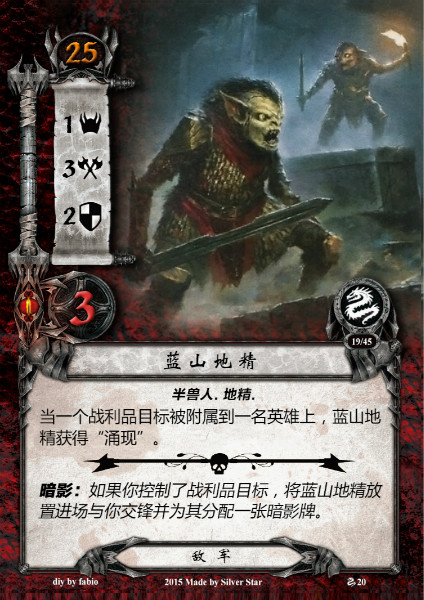 25
1
3
2
3
19/45
蓝山地精
半兽人. 地精.
当一个战利品目标被附属到一名英雄上，蓝山地
精获得“涌现”。
暗影：如果你控制了战利品目标，将蓝山地精放
置进场与你交锋并为其分配一张暗影牌。
敌军
diy by fabio 2015 Made by Silver Star 20